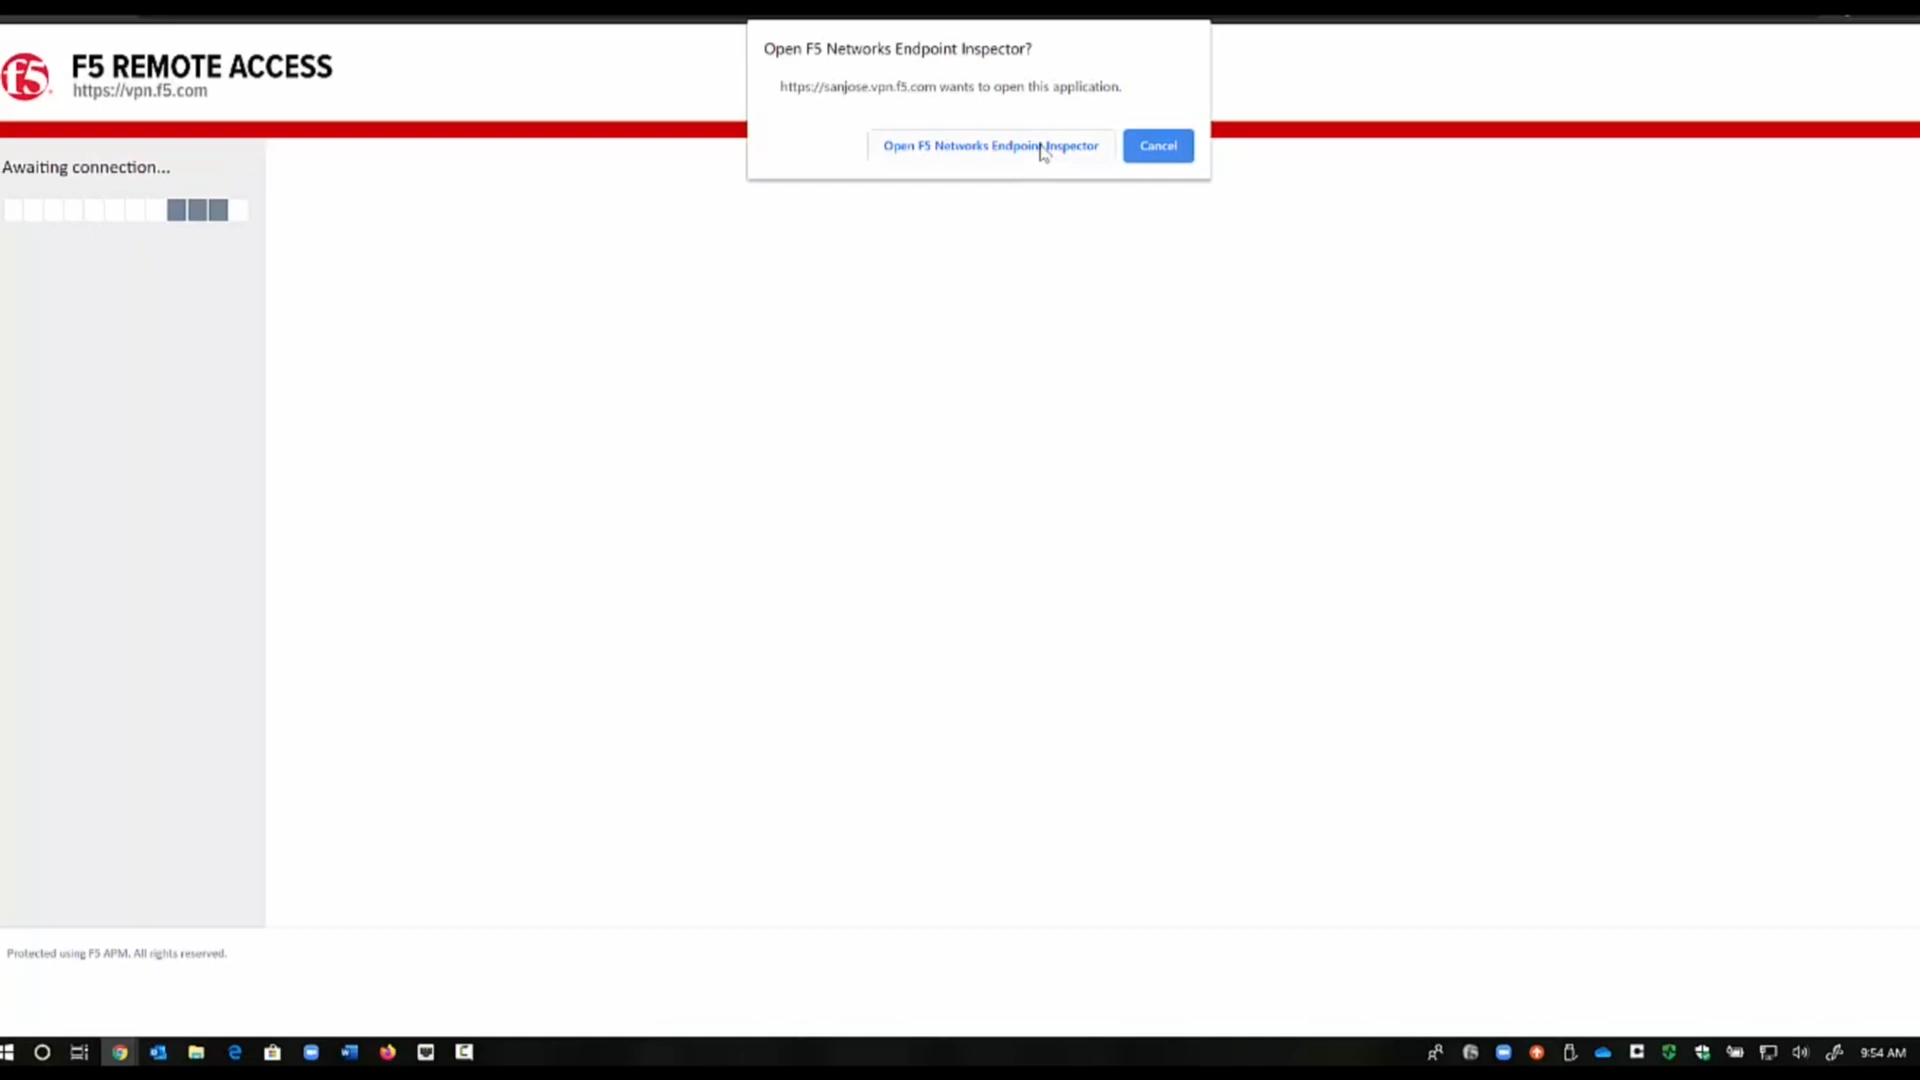 Open F5 Networks Endpoint Inspector?
https://sanjose.vpn.f5.com wants to open this application.
Open F5 Networks Endpoint Inspector
Cancel
f5
F5 REMOTE ACCESS
https://vpn.f5.com
Awaiting connection...
Protected using F5 APM. All rights reserved.
9:54 AM